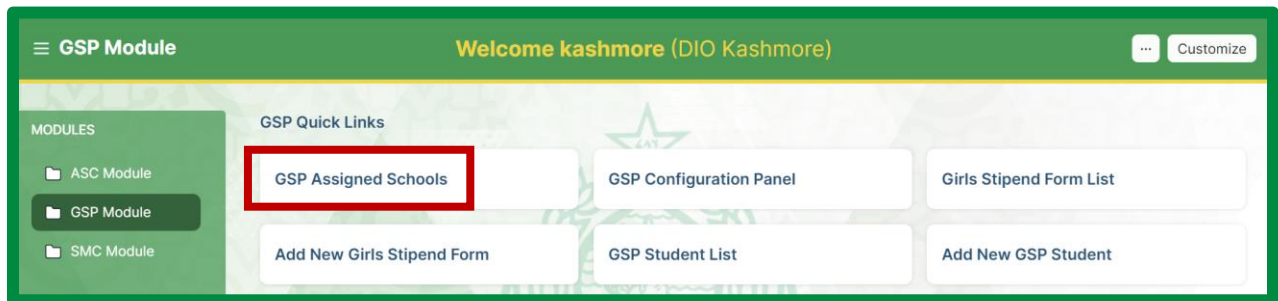 GSP Module
Welcome kashmore (DIO Kashmore)
... Customize
MODULES
ASC Module
GSP Module
SMC Module
GSP Quick Links
GSP Assigned Schools
GSP Configuration Panel
Girls Stipend Form List
Add New Girls Stipend Form
GSP Student List
Add New GSP Student